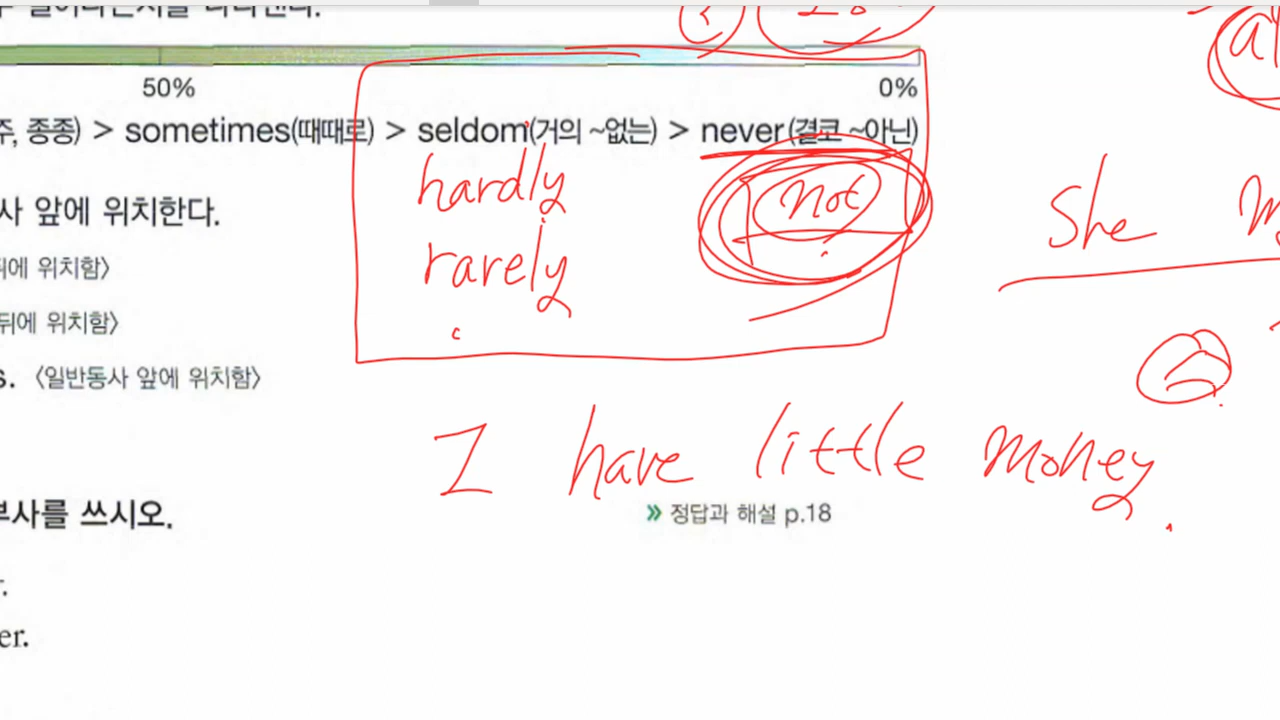 50% 0%
주, 종종) > sometimes(때때로) > seldom(거의 ~없는) > never(결코 ~아닌)
hardly not
사 앞에 위치한다.
She
rarely
뒤에 위치함〉
뒤에 위치함〉
s. 〈일반동사 앞에 위치함〉
I have little money.
부사를 쓰시오.
» 정답과 해설 p.18
r.
er.